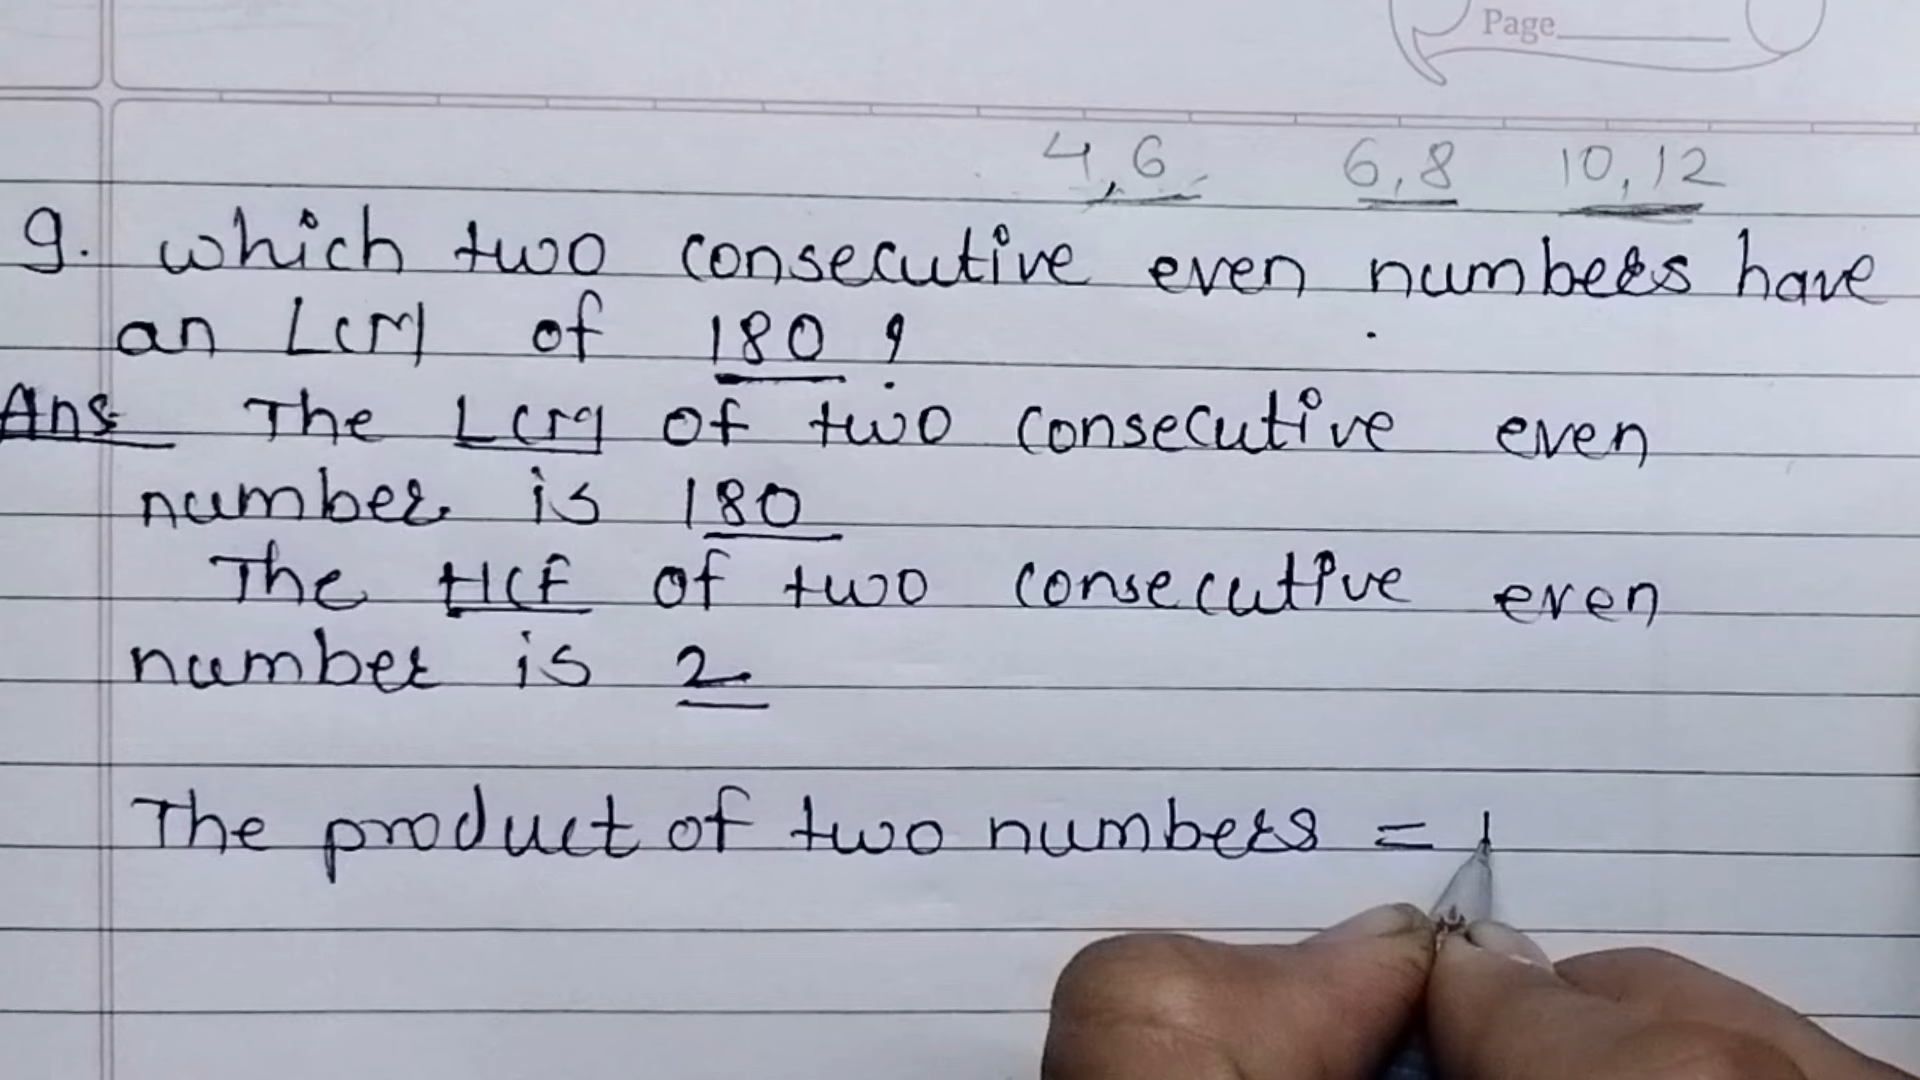 Page
4,6 6,8 10,12
9. which two consecutive even numbers have
an LCM of 180?
Ans The LCM of two consecutive even
number is 180
The HCF of two consecutive even
number is 2
The product of two numbers = 1